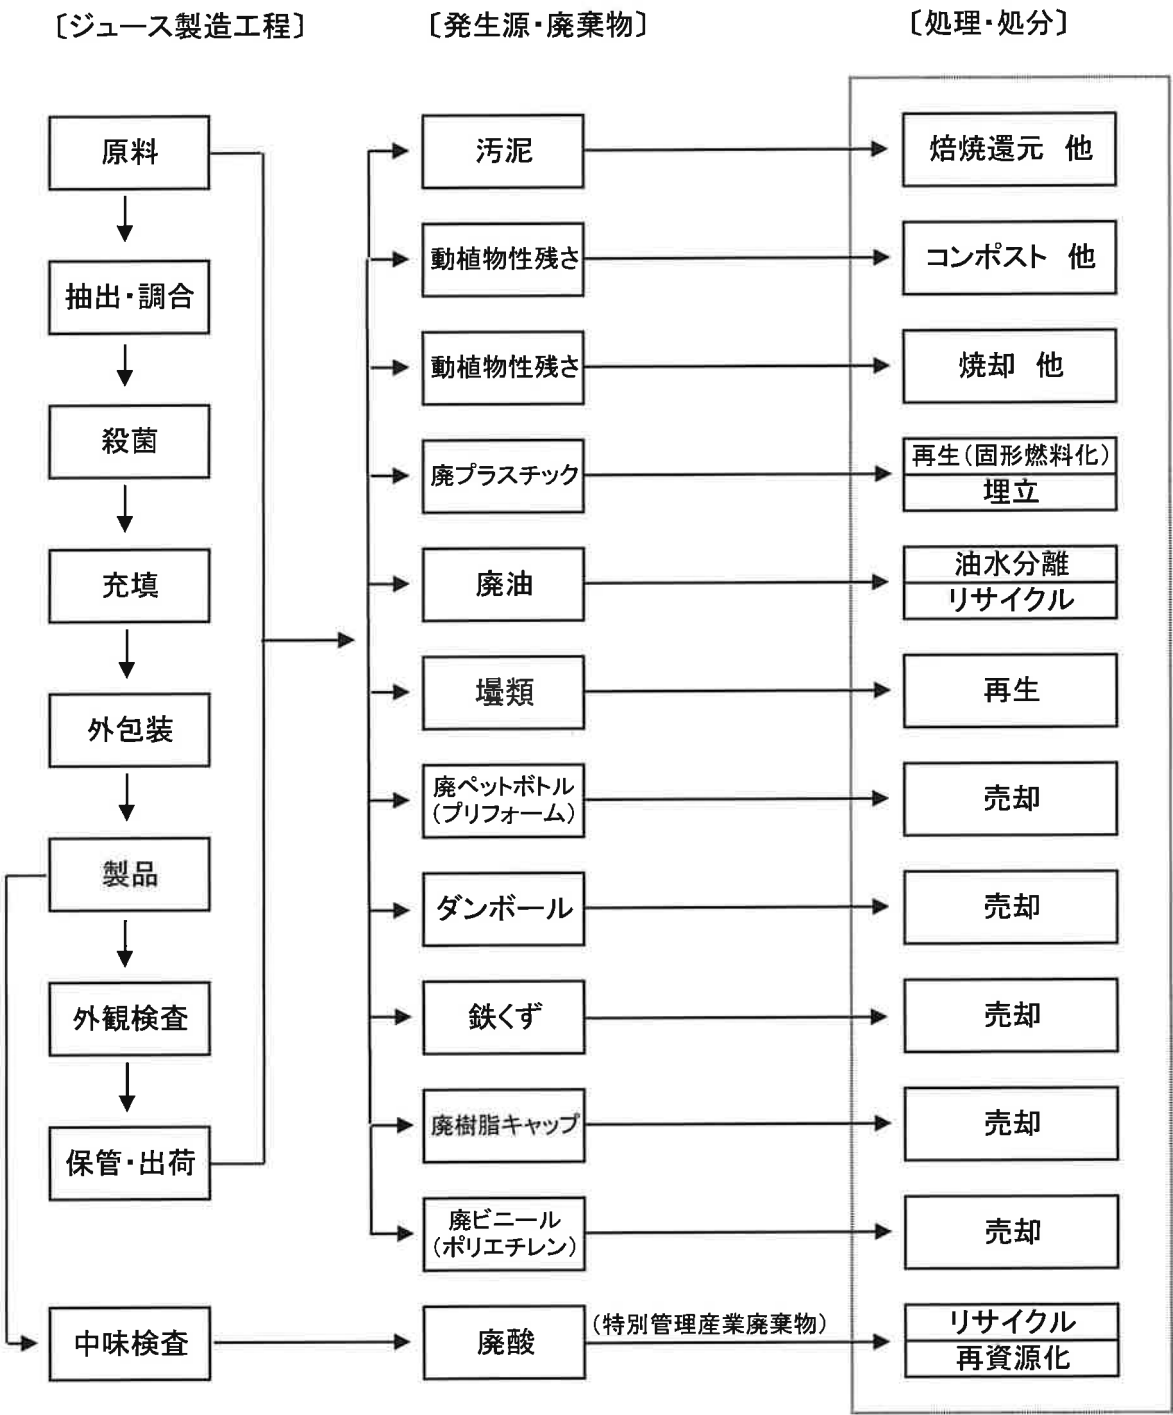 〔ジュース製造工程〕
〔発生源・廃棄物〕
〔処理・処分〕
原料
抽出・調合
殺菌
充填
外包装
製品
外観検査
保管・出荷
中味検査
汚泥
動植物性残さ
動植物性残さ
廃プラスチック
廃油
壜類
廃ペットボトル
(プリフォーム)
ダンボール
鉄くず
廃樹脂キャップ
廃ビニール
(ポリエチレン)
廃酸
(特別管理産業廃棄物)
焙焼還元 他
コンポスト 他
焼却 他
再生(固形燃料化)
埋立
油水分離
リサイクル
再生
売却
売却
売却
売却
売却
リサイクル
再資源化